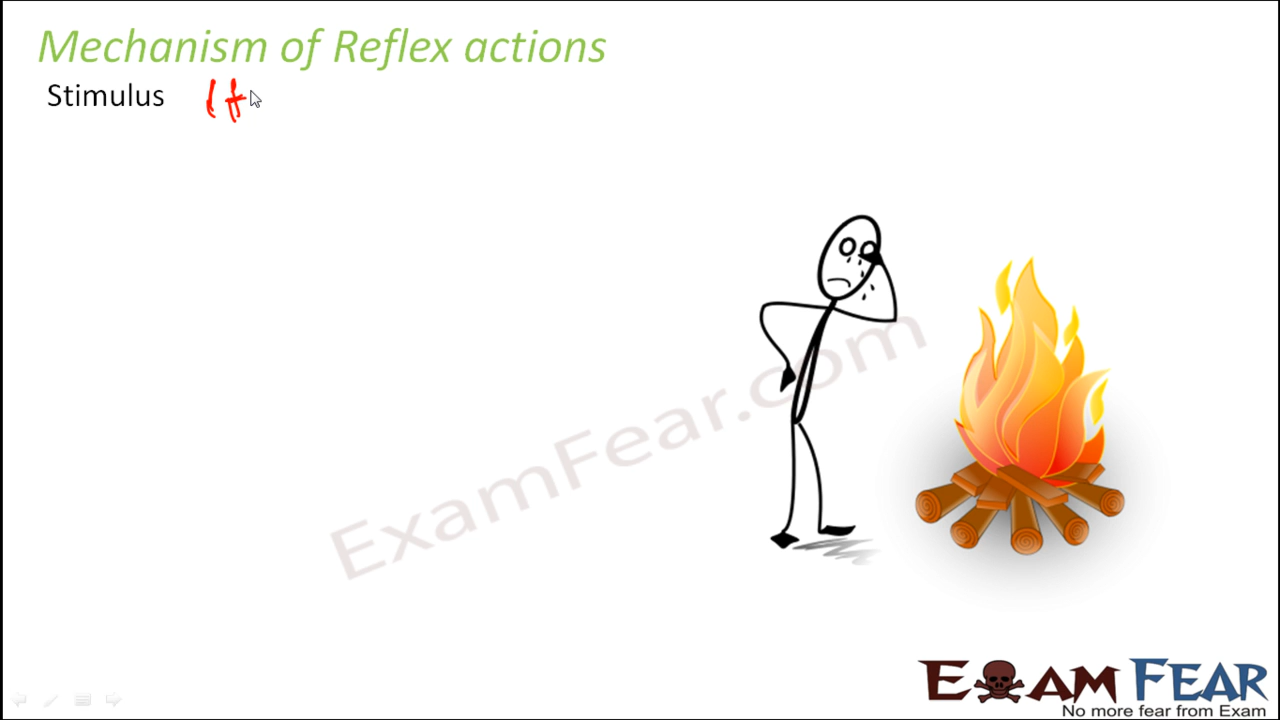 Mechanism of Reflex actions
Stimulus (f
ExamFear.com
EXAM FEAR
No more fear from Exam